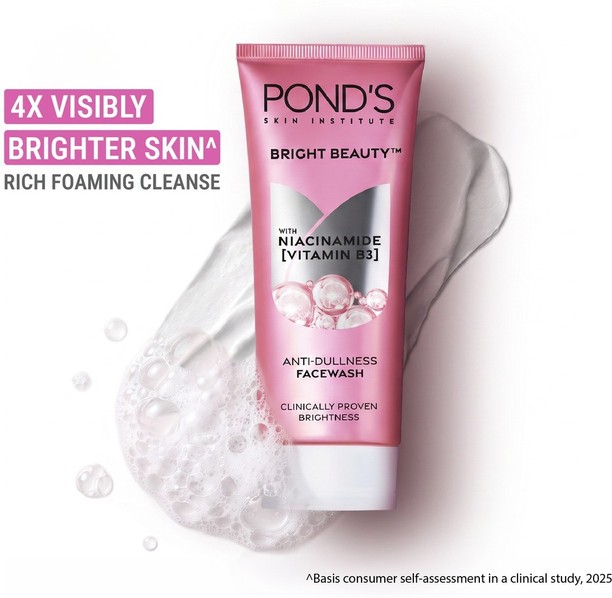 4X VISIBLY
BRIGHTER SKIN^
RICH FOAMING CLEANSE
POND'S
SKIN INSTITUTE
BRIGHT BEAUTY™
WITH
NIACINAMIDE
[VITAMIN B3]
ANTI-DULLNESS
FACEWASH
CLINICALLY PROVEN
BRIGHTNESS
^Basis consumer self-assessment in a clinical study, 2025